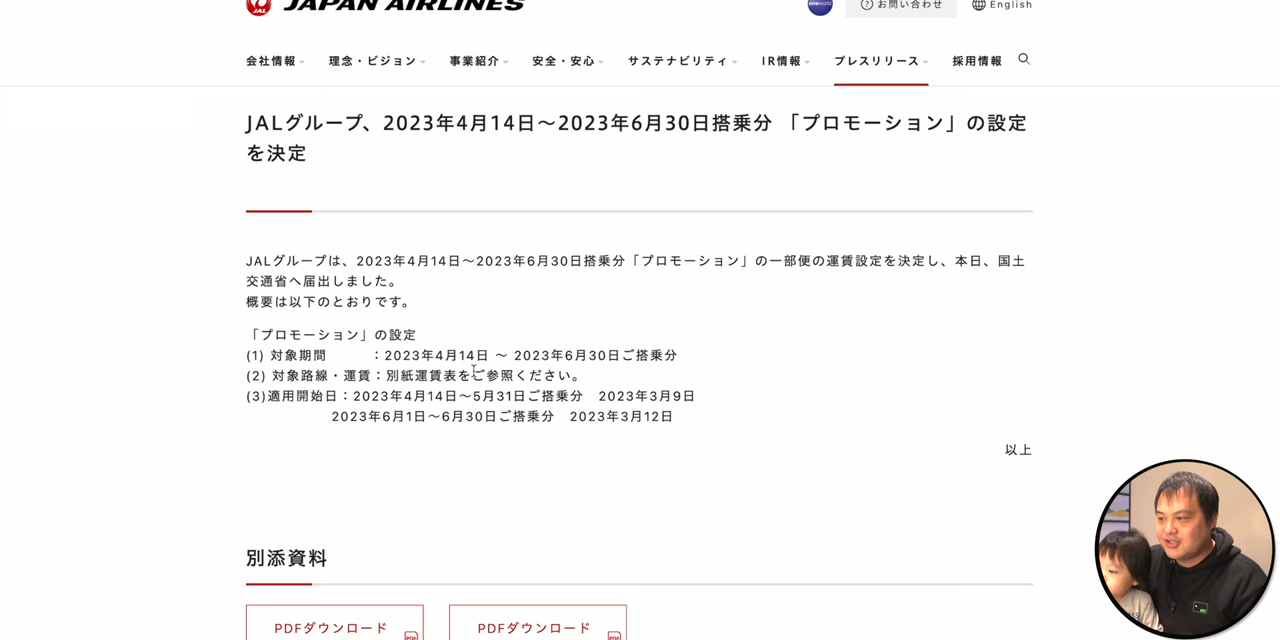 JAL
JAPAN AIRLINES
oneworld
お問い合わせ
English
会社情報
理念・ビジョン
事業紹介
安全・安心
サステナビリティ
IR情報
プレスリリース
採用情報
JALグループ、2023年4月14日～2023年6月30日搭乗分 「プロモーション」の設定
を決定
JALグループは、2023年4月14日～2023年6月30日搭乗分「プロモーション」の一部便の運賃設定を決定し、本日、国土
交通省へ届出しました。
概要は以下のとおりです。
「プロモーション」の設定
(1) 対象期間　　　：2023年4月14日 ～ 2023年6月30日ご搭乗分
(2) 対象路線・運賃：別紙運賃表をご参照ください。
(3)適用開始日：2023年4月14日～5月31日ご搭乗分　2023年3月9日
2023年6月1日～6月30日ご搭乗分　2023年3月12日
以上
別添資料
PDFダウンロード
PDF
PDFダウンロード
PDF